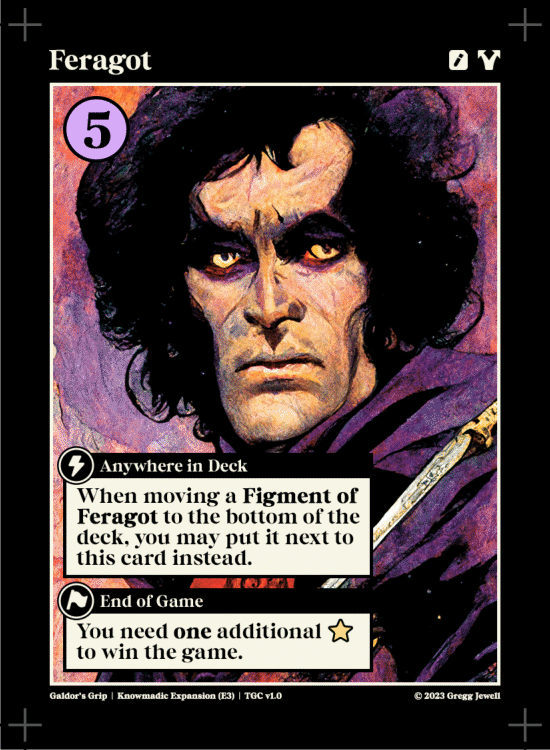 Feragot
5
Anywhere in Deck
When moving a Figment of
Feragot to the bottom of the
deck, you may put it next to
this card instead.
End of Game
You need one additional
to win the game.
Galdor's Grip | Knowmadic Expansion (E3) | TGC v1.0
© 2023 Gregg Jewell